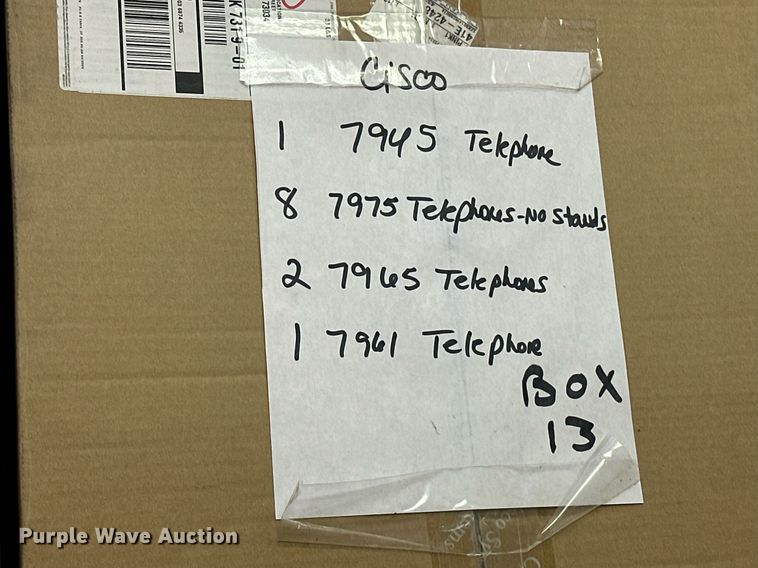 Cisco
1 7945 Telephone
8 7975 Telephones-No Stands
2 7965 Telephones
1 7961 Telephone
BOX
13
Purple Wave Auction